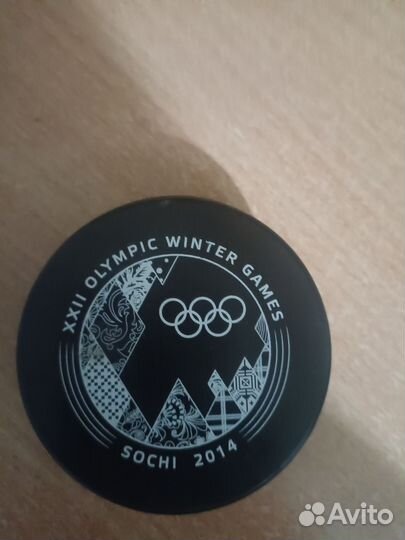 XXII OLYMPIC WINTER GAMES
SOCHI 2014
Avito